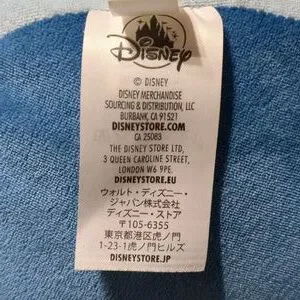 Disney
© DISNEY
DISNEY MERCHANDISE
SOURCING & DISTRIBUTION, LLC
BURBANK, CA 91521
DISNEYSTORE.COM
CA 25083
THE DISNEY STORE LTD,
3 QUEEN CAROLINE STREET,
LONDON W6 9PE.
DISNEYSTORE.EU
ウォルト・ディズニー・
ジャパン株式会社
ディズニー・ストア
〒105-6355
東京都港区虎ノ門
1-23-1虎ノ門ヒルズ
DISNEYSTORE.JP